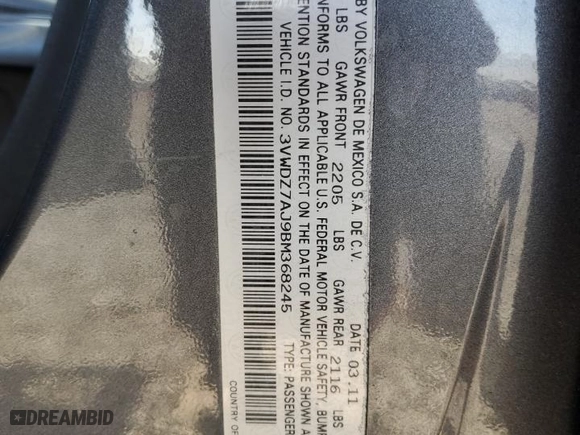 BY VOLKSWAGEN DE MEXICO S.A. DE C.V. DATE 03.11
LBS GAWR FRONT 2205 LBS GAWR REAR 2116 LBS
NFORMS TO ALL APPLICABLE U.S. FEDERAL MOTOR VEHICLE SAFETY, BUM
ENTION STANDARDS IN EFFECT ON THE DATE OF MANUFACTURE SHOWN A
VEHICLE I.D. NO. 3VWDZ7AJ9BM368245 TYPE: PASSENGER
COUNTRY OF
DREAMBID